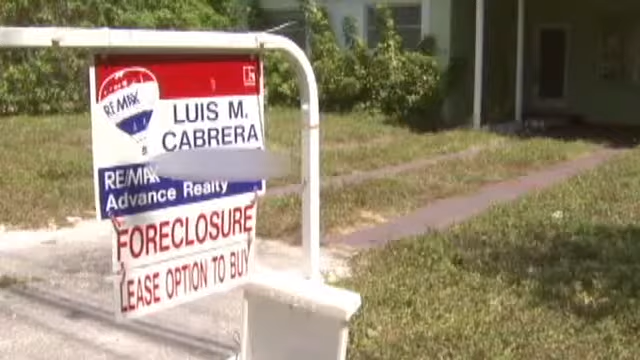 RE/MAX
LUIS M.
CABRERA
RE/MAX
Advance Realty
FORECLOSURE
LEASE OPTION TO BUY